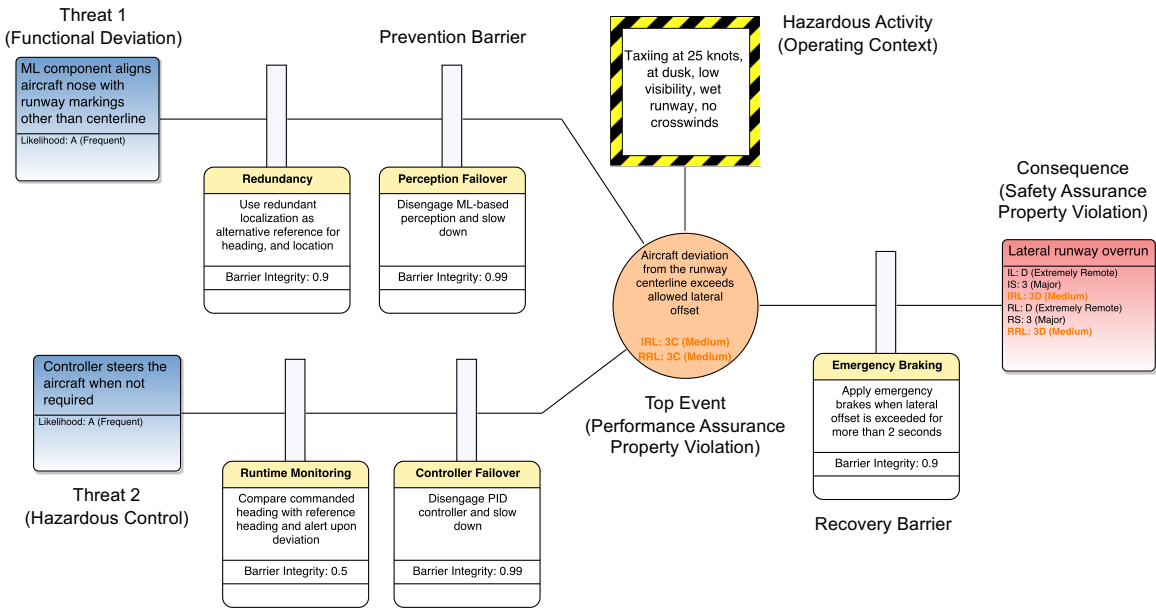 Threat 1
(Functional Deviation)
ML component aligns
aircraft nose with
runway markings
other than centerline
Likelihood: A (Frequent)
Prevention Barrier
Redundancy
Use redundant
localization as
alternative reference for
heading, and location
Barrier Integrity: 0.9
Perception Failover
Disengage ML-based
perception and slow
down
Barrier Integrity: 0.99
Taxiing at 25 knots,
at dusk, low
visibility, wet
runway, no
crosswinds
Hazardous Activity
(Operating Context)
Aircraft deviation
from the runway
centerline exceeds
allowed lateral
offset
IRL: 3C (Medium)
RRL: 3C (Medium)
Top Event
(Performance Assurance
Property Violation)
Consequence
(Safety Assurance
Property Violation)
Lateral runway overrun
IL: D (Extremely Remote)
IS: 3 (Major)
IRL: 3D (Medium)
RL: D (Extremely Remote)
RS: 3 (Major)
RRL: 3D (Medium)
Emergency Braking
Apply emergency
brakes when lateral
offset is exceeded for
more than 2 seconds
Barrier Integrity: 0.9
Recovery Barrier
Controller steers the
aircraft when not
required
Likelihood: A (Frequent)
Threat 2
(Hazardous Control)
Runtime Monitoring
Compare commanded
heading with reference
heading and alert upon
deviation
Barrier Integrity: 0.5
Controller Failover
Disengage PID
controller and slow
down
Barrier Integrity: 0.99